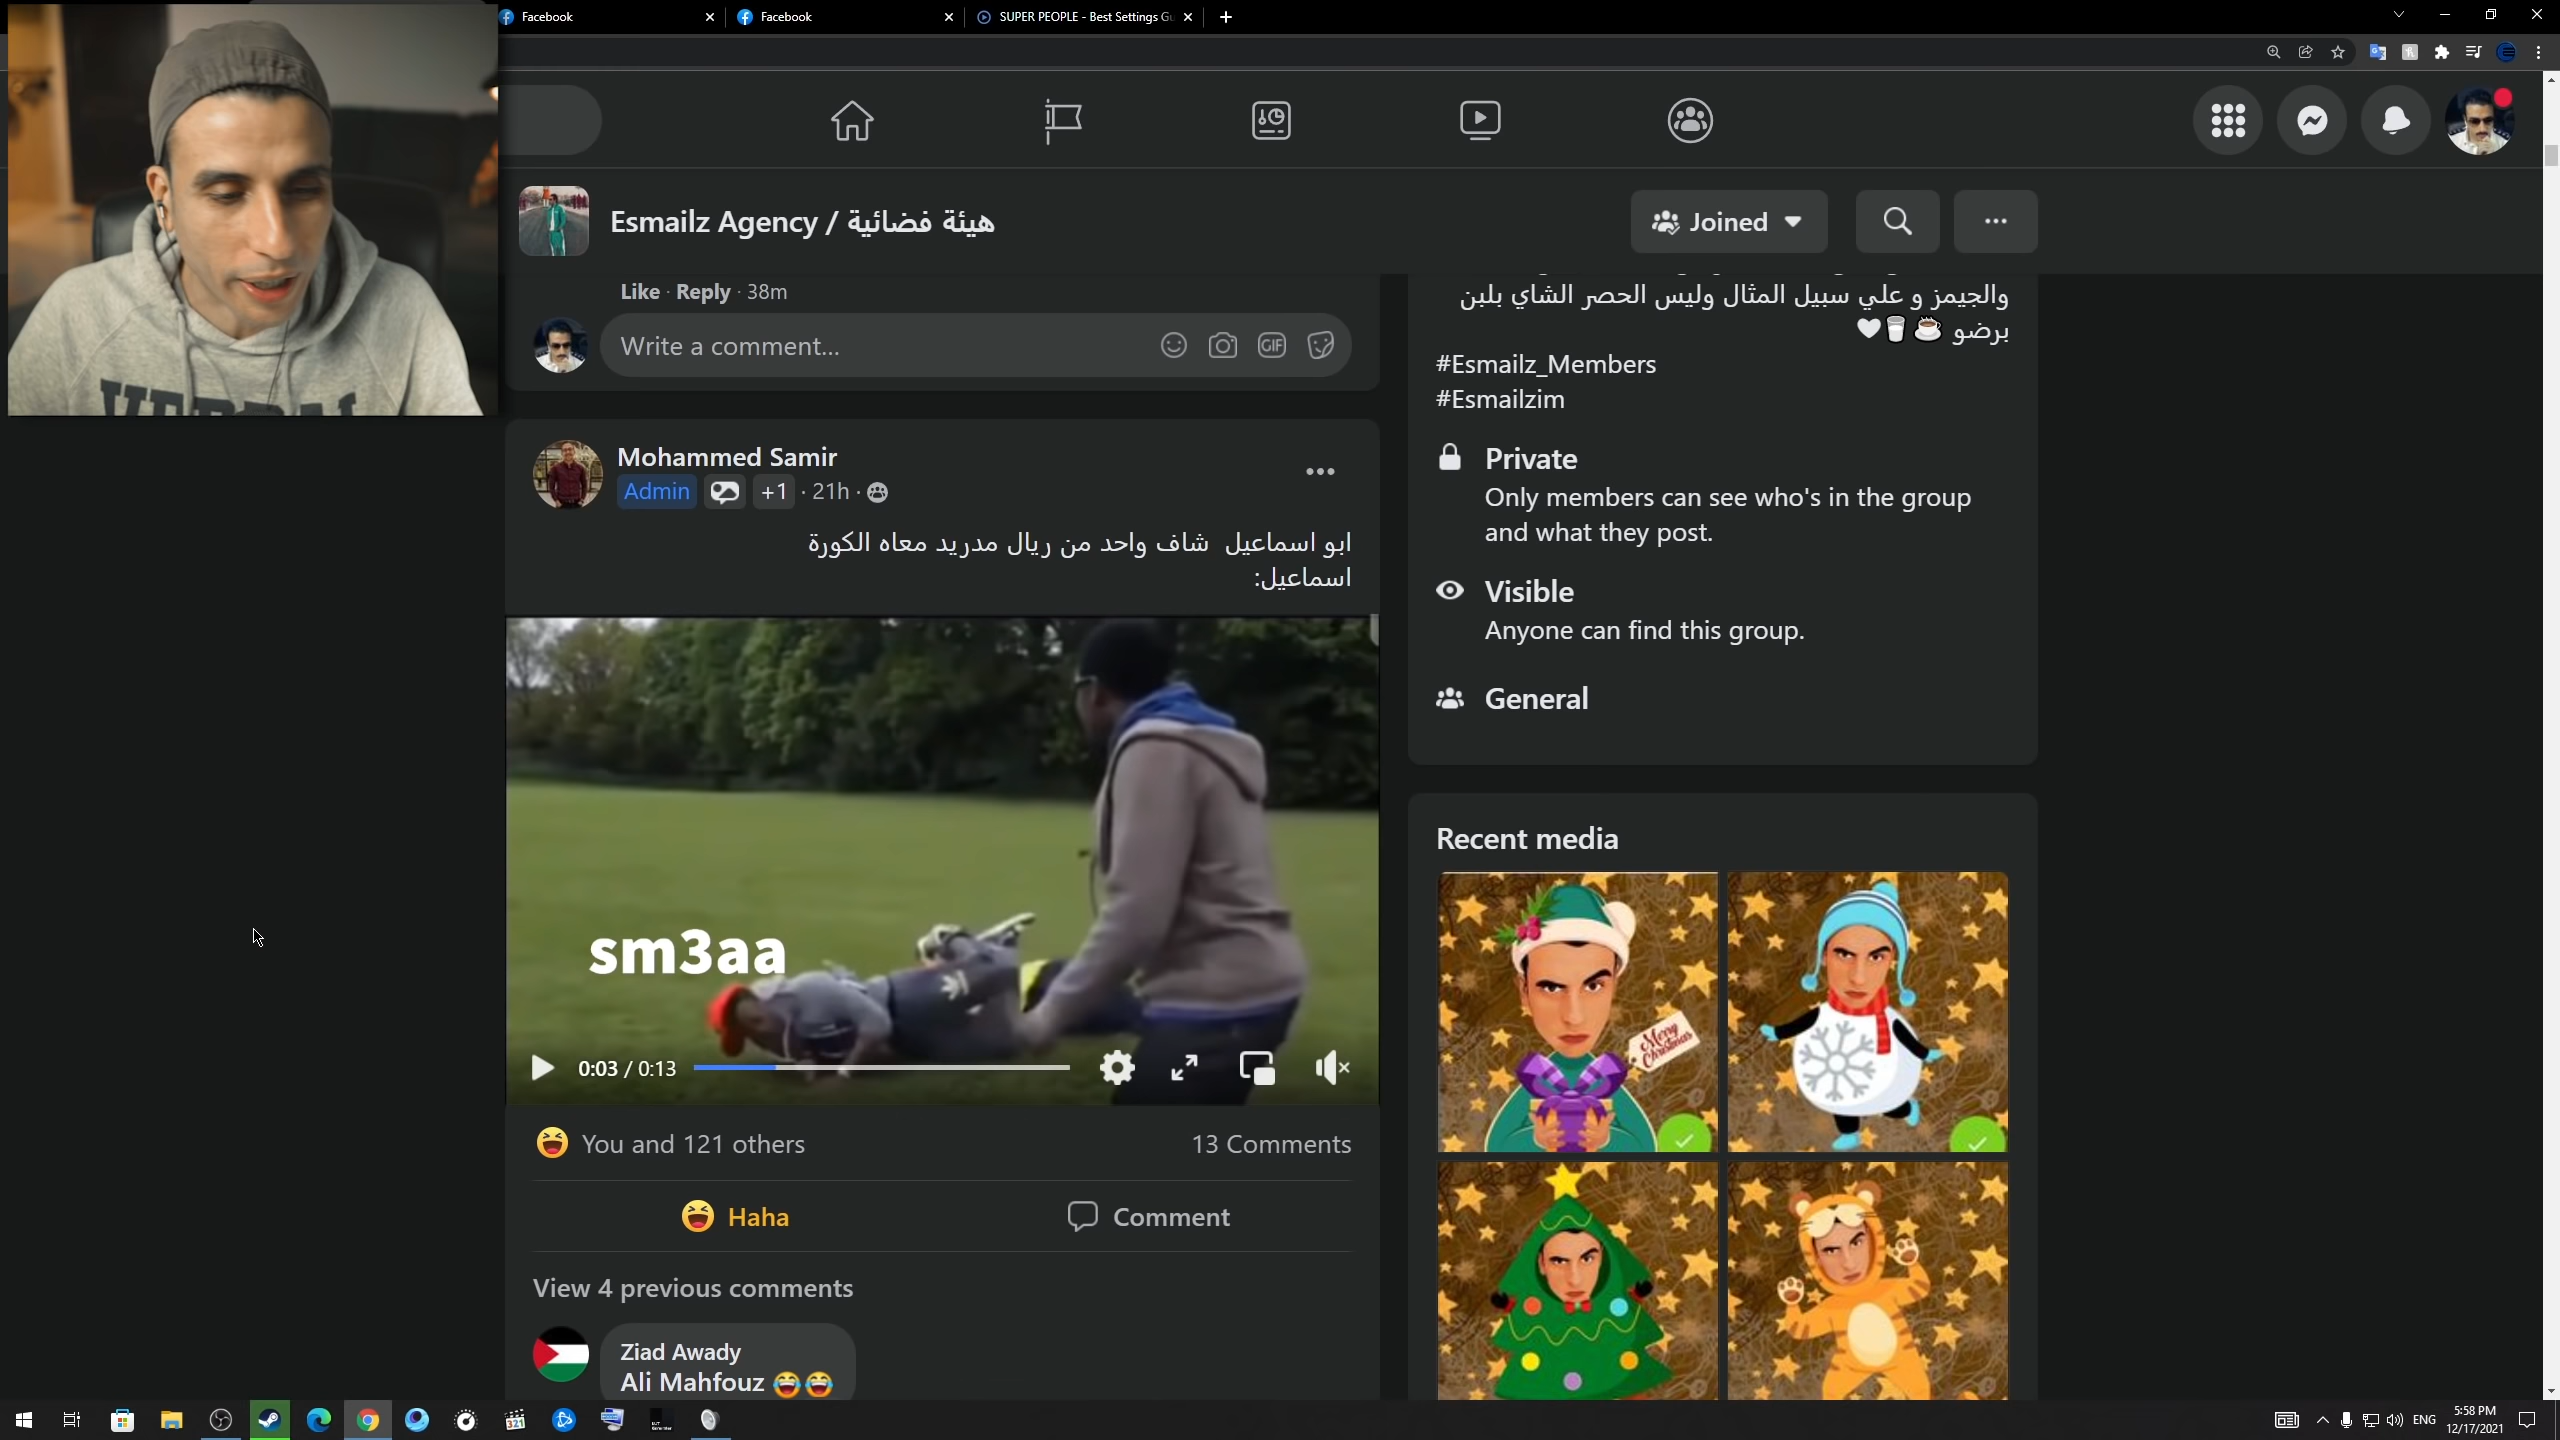 Facebook
Facebook
SUPER PEOPLE - Best Settings Gu
Esmailz Agency / هيئة فضائية
Joined
Like · Reply · 38m
Write a comment...
GIF
Mohammed Samir
Admin +1 · 21h ·
ابو اسماعيل شاف واحد من ريال مدريد معاه الكورة
اسماعيل:
sm3aa
0:03 / 0:13
You and 121 others
13 Comments
Haha
Comment
View 4 previous comments
Ziad Awady
Ali Mahfouz 😂😂
والجيمز و علي سبيل المثال وليس الحصر الشاي بلبن
برضو ☕🥛🤍
#Esmailz_Members
#Esmailzim
Private
Only members can see who's in the group
and what they post.
Visible
Anyone can find this group.
General
Recent media
Merry
Christmas
321
ENG
5:58 PM
12/17/2021